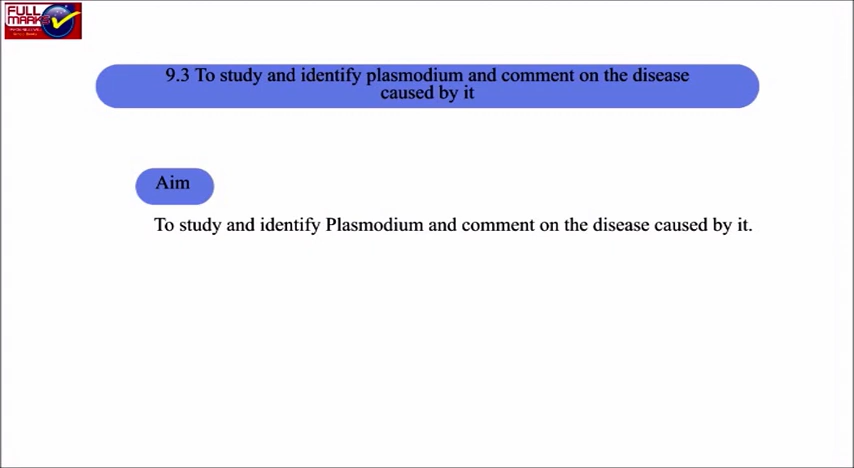 FULL
MARKS
9.3 To study and identify plasmodium and comment on the disease
caused by it
Aim
To study and identify Plasmodium and comment on the disease caused by it.